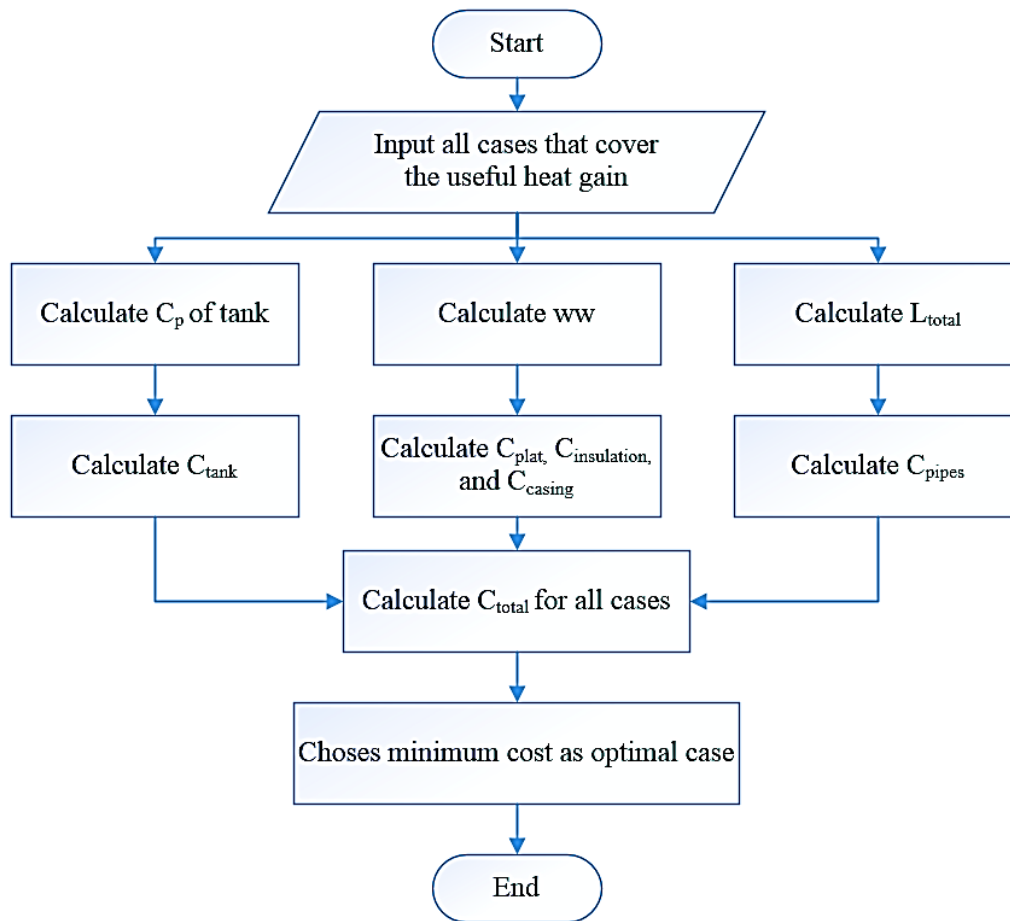 Start
Input all cases that cover
the useful heat gain
Calculate Cp of tank
Calculate ww
Calculate Ltotal
Calculate Ctank
Calculate Cplat, Cinsulation,
and Ccasing
Calculate Cpipes
Calculate Ctotal for all cases
Choses minimum cost as optimal case
End